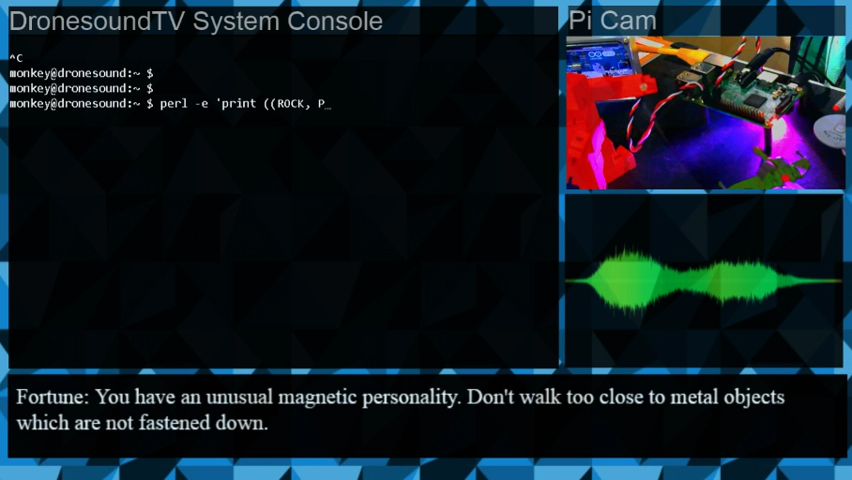 DronesoundTV System Console
Pi Cam
^C
monkey@dronesound:~ $
monkey@dronesound:~ $
monkey@dronesound:~ $ perl -e 'print ((ROCK, P_
Fortune: You have an unusual magnetic personality. Don't walk too close to metal objects
which are not fastened down.